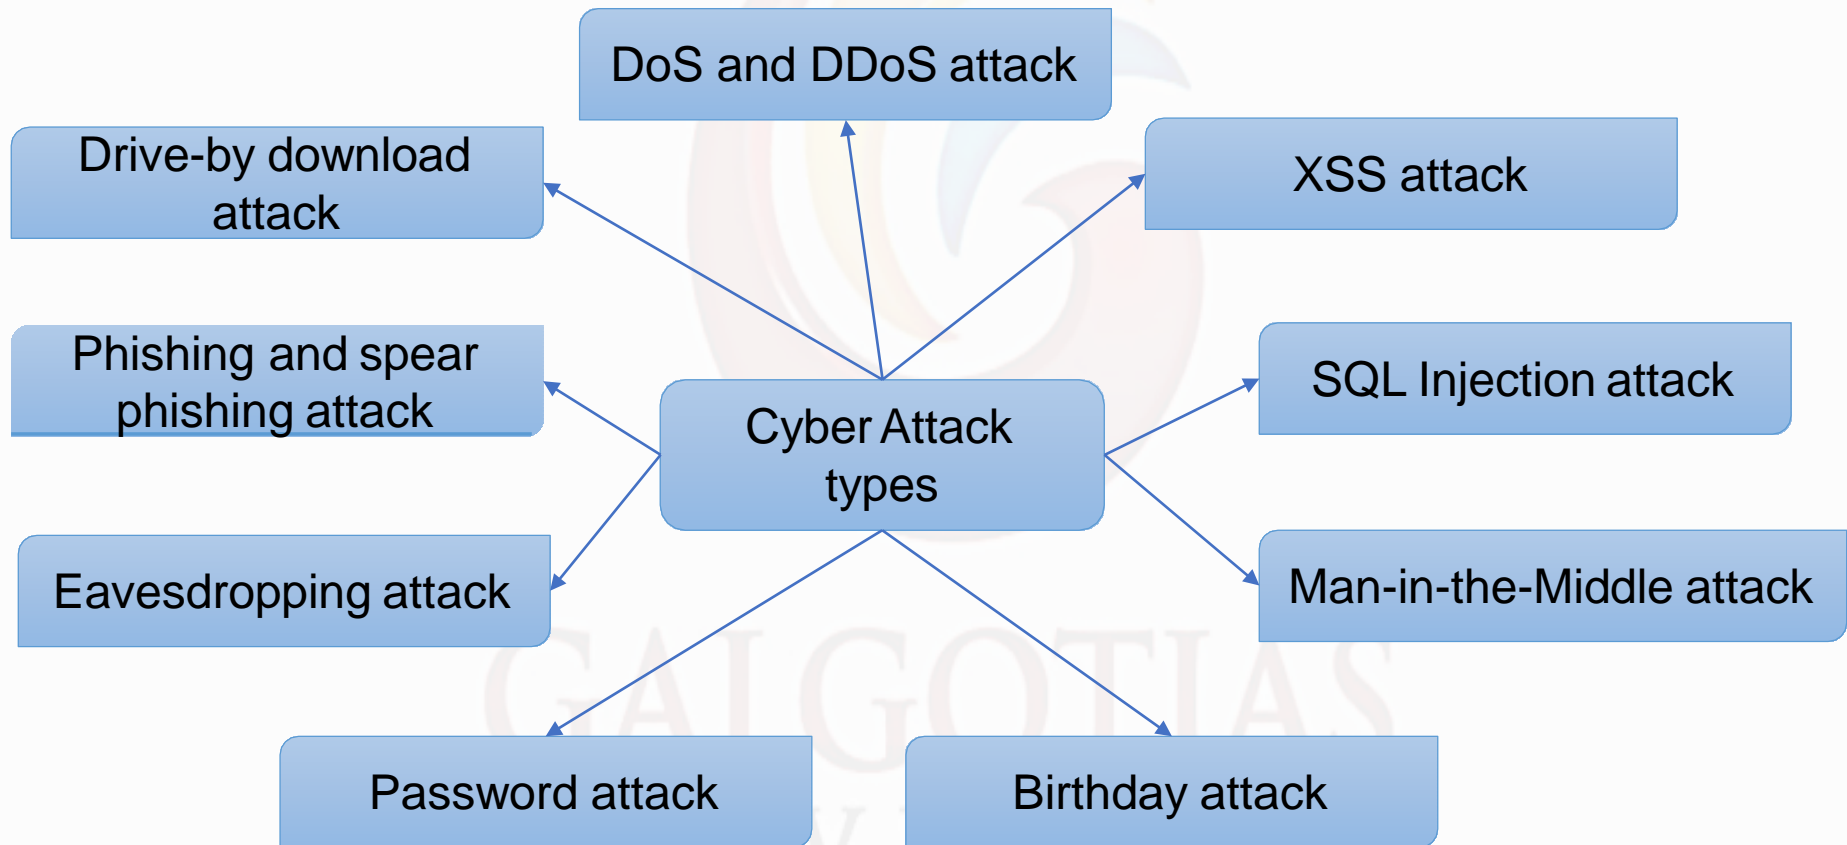 DoS and DDoS attack
Drive-by download
attack
XSS attack
Phishing and spear
phishing attack
SQL Injection attack
Cyber Attack
types
Eavesdropping attack
Man-in-the-Middle attack
GALGOTIAS
Password attack
Birthday attack